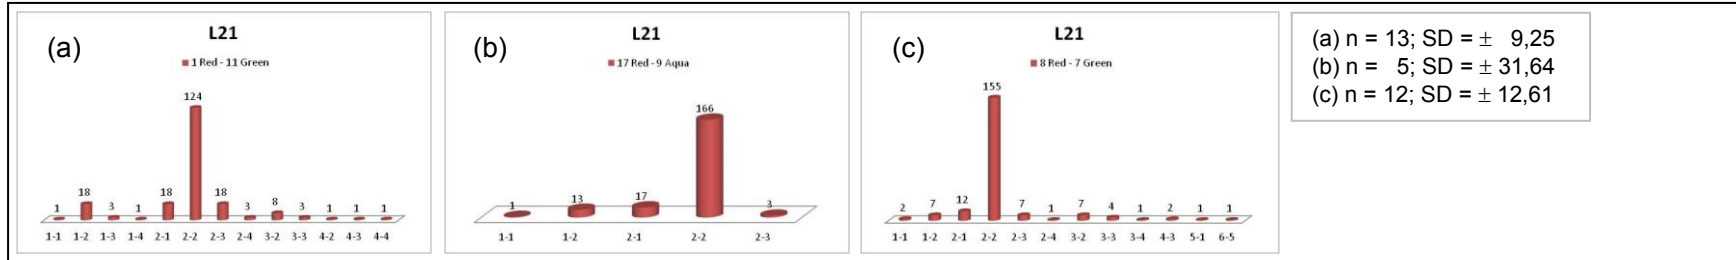 (a)
L21
1 Red - 11 Green
1 18 3 1 18 124 18 3 8 3 1 1 1
1-1 1-2 1-3 1-4 2-1 2-2 2-3 2-4 3-2 3-3 4-2 4-3 4-4
(b)
L21
17 Red - 9 Aqua
1 13 17 166 3
1-1 1-2 2-1 2-2 2-3
(c)
L21
8 Red - 7 Green
2 7 12 155 7 1 7 4 1 2 1 1
1-1 1-2 2-1 2-2 2-3 2-4 3-2 3-3 3-4 4-3 5-1 6-5
(a) n = 13; SD = ± 9,25
(b) n = 5; SD = ± 31,64
(c) n = 12; SD = ± 12,61